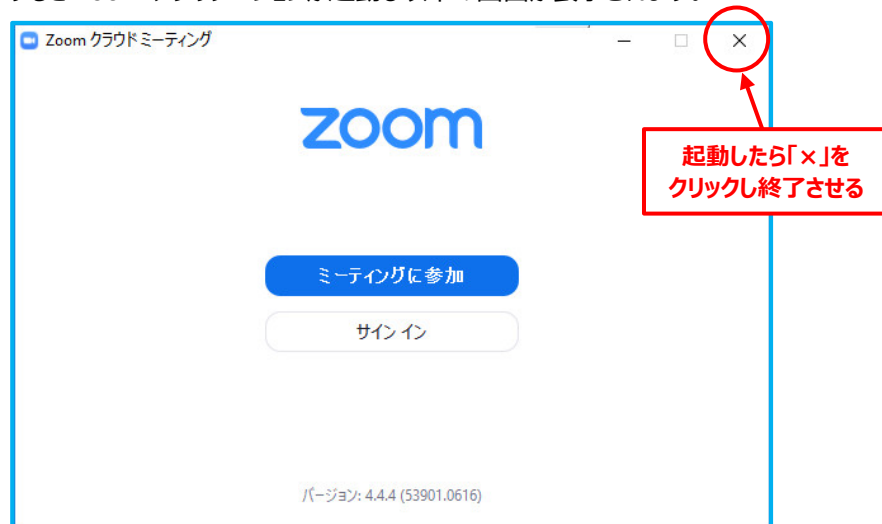 Zoom クラウドミーティング
zoom
起動したら「×」を
クリックし終了させる
ミーティングに参加
サイン イン
バージョン: 4.4.4 (53901.0616)